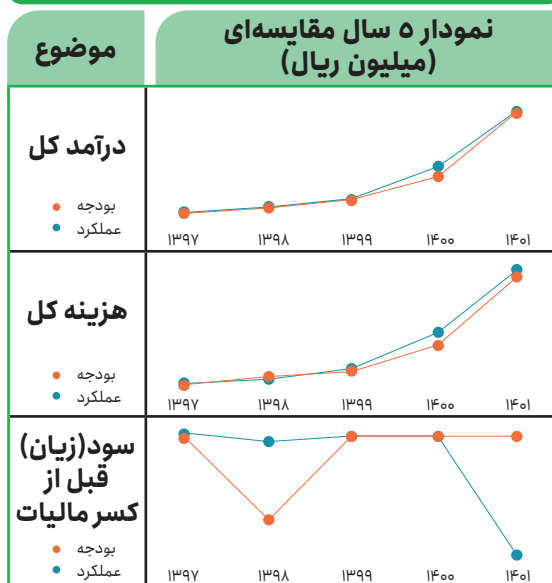 موضوع
نمودار ۵ سال مقایسه‌ای
(میلیون ریال)
درآمد کل
بودجه
عملکرد
۱۳۹۷ ۱۳۹۸ ۱۳۹۹ ۱۴۰۰ ۱۴۰۱
هزینه کل
بودجه
عملکرد
۱۳۹۷ ۱۳۹۸ ۱۳۹۹ ۱۴۰۰ ۱۴۰۱
سود(زیان)
قبل از
کسر مالیات
بودجه
عملکرد
۱۳۹۷ ۱۳۹۸ ۱۳۹۹ ۱۴۰۰ ۱۴۰۱